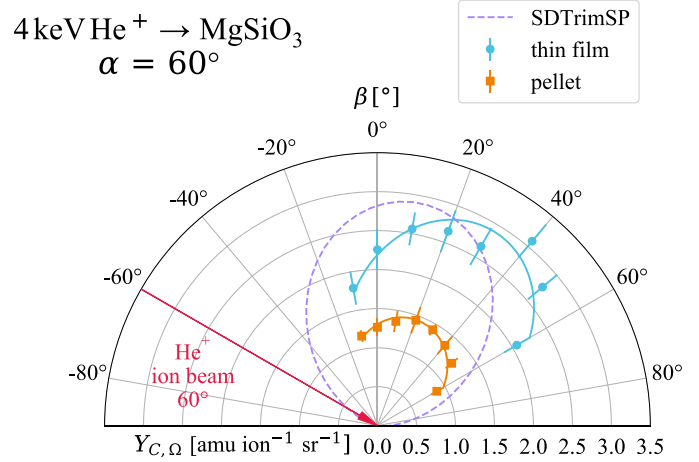 4 keV He⁺ → MgSiO₃
α = 60°
SDTrimSP
thin film
pellet
β [°]
0°
-20°
20°
-40°
40°
-60°
60°
-80°
80°
He⁺
ion beam
60°
Y_{C, Ω} [amu ion⁻¹ sr⁻¹]
0.0 0.5 1.0 1.5 2.0 2.5 3.0 3.5